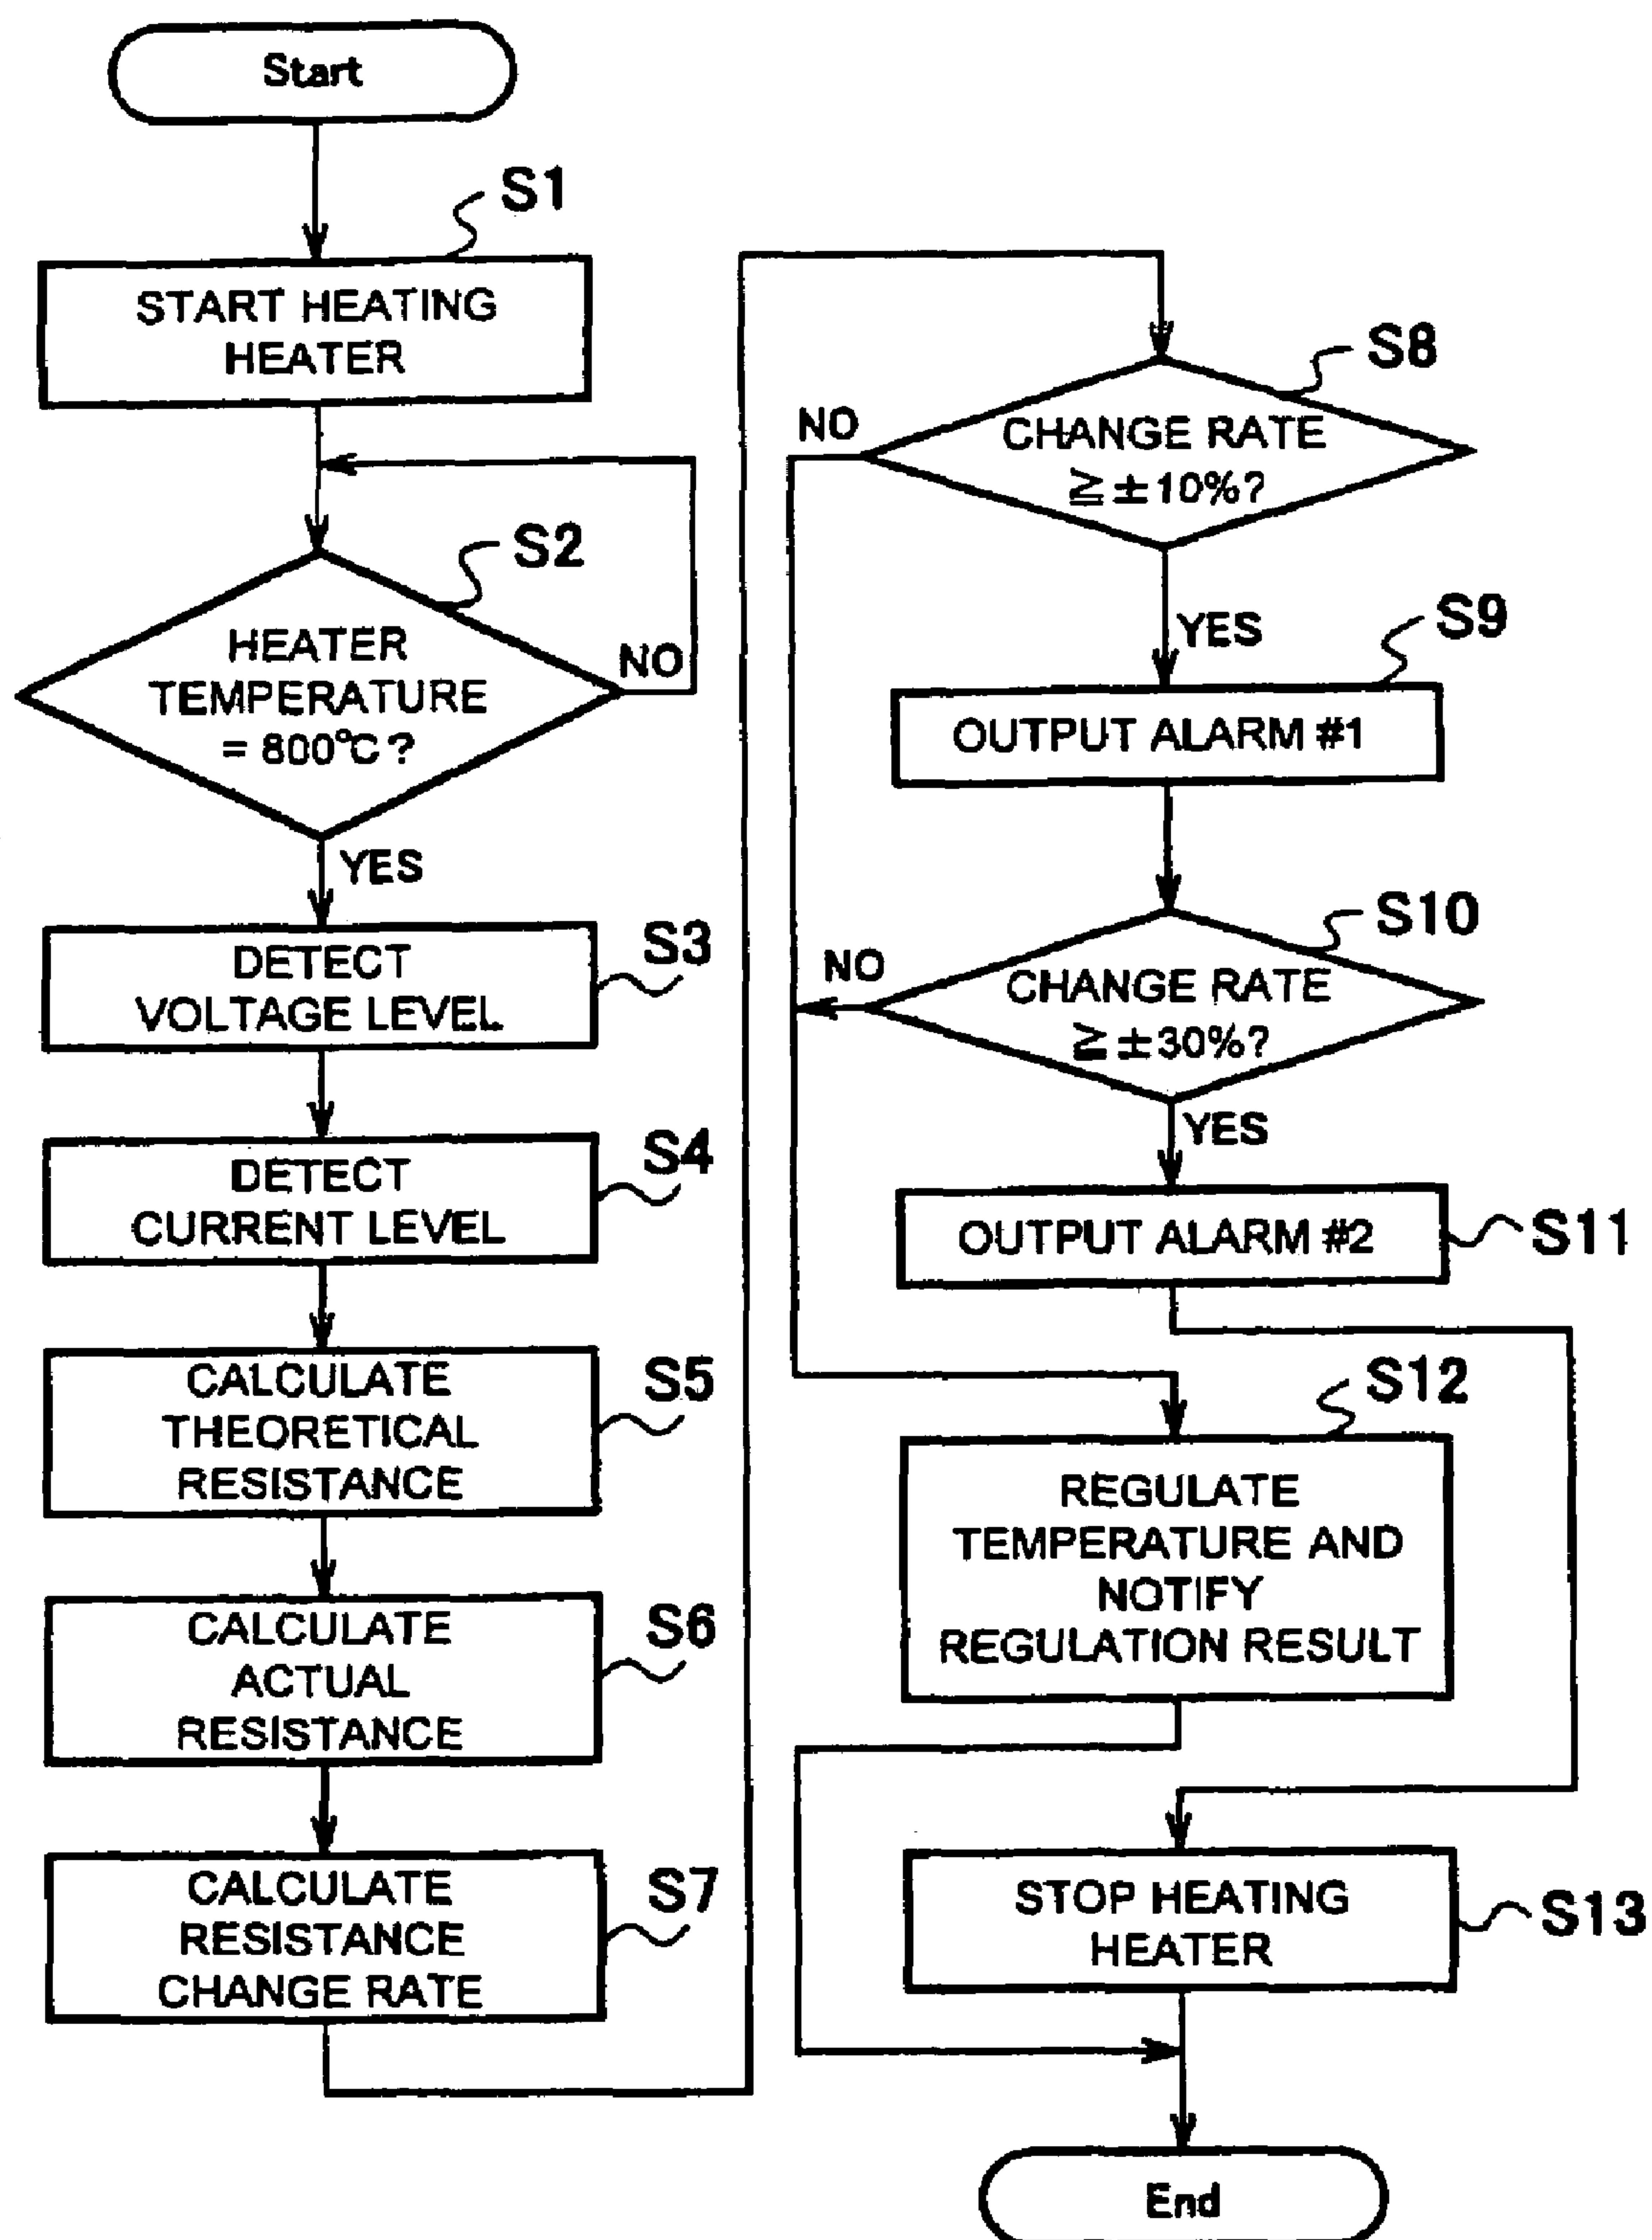 Start
S1
START HEATING
HEATER
S2
HEATER
TEMPERATURE
= 800℃?
NO
YES
DETECT
VOLTAGE LEVEL
S3
DETECT
CURRENT LEVEL
S4
CALCULATE
THEORETICAL
RESISTANCE
S5
CALCULATE
ACTUAL
RESISTANCE
S6
CALCULATE
RESISTANCE
CHANGE RATE
S7
S8
NO
CHANGE RATE
≧ ±10%?
YES
S9
OUTPUT ALARM #1
S10
NO
CHANGE RATE
≧ ±30%?
YES
OUTPUT ALARM #2
S11
S12
REGULATE
TEMPERATURE AND
NOTIFY
REGULATION RESULT
STOP HEATING
HEATER
S13
End